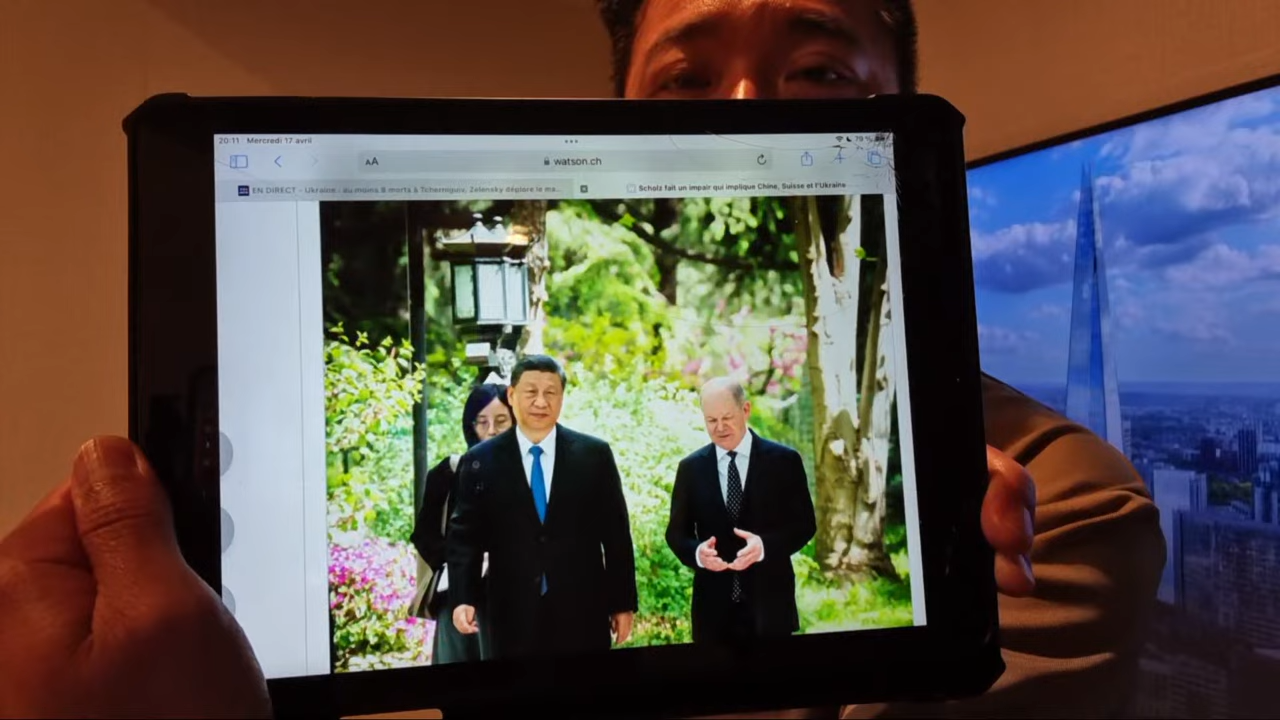 20:11 Mercredi 17 avril
79 %
AA
watson.ch
EN DIRECT - Ukraine : au moins 8 morts à Tcherniguiv, Zelensky déplore le ma...
Scholz fait un impair qui implique Chine, Suisse et l'Ukraine